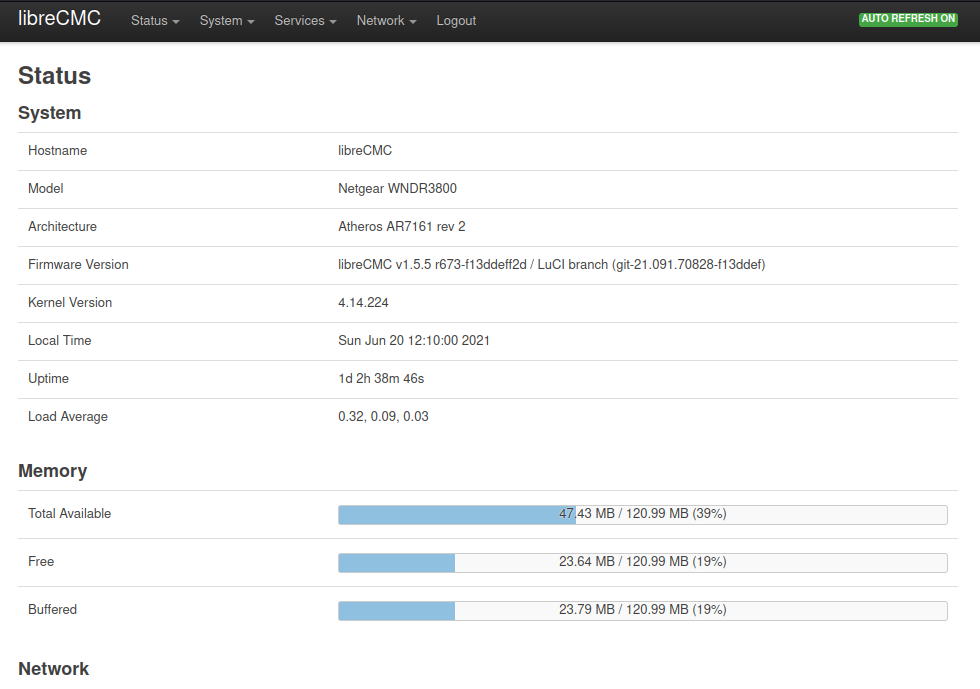 libreCMC Status System Services Network Logout AUTO REFRESH ON
Status
System
Hostname libreCMC
Model Netgear WNDR3800
Architecture Atheros AR7161 rev 2
Firmware Version libreCMC v1.5.5 r673-f13ddeff2d / LuCI branch (git-21.091.70828-f13ddef)
Kernel Version 4.14.224
Local Time Sun Jun 20 12:10:00 2021
Uptime 1d 2h 38m 46s
Load Average 0.32, 0.09, 0.03
Memory
Total Available 47.43 MB / 120.99 MB (39%)
Free 23.64 MB / 120.99 MB (19%)
Buffered 23.79 MB / 120.99 MB (19%)
Network